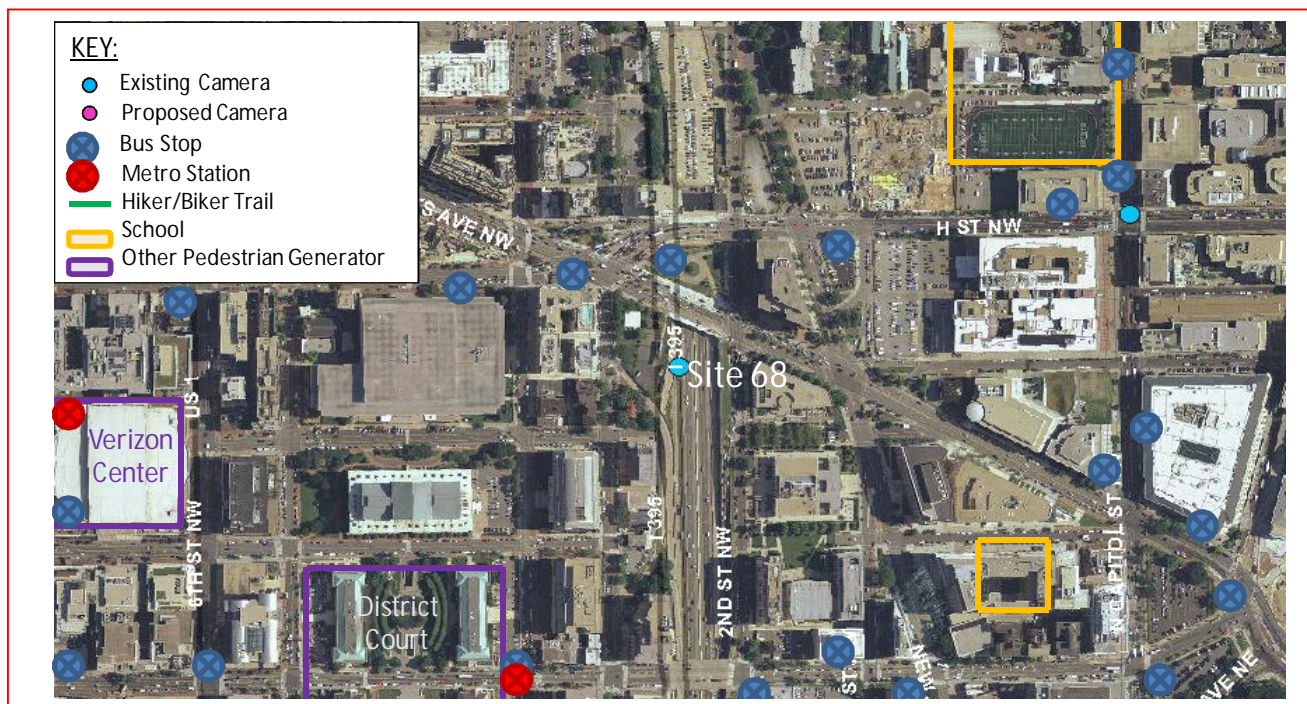 KEY:
Existing Camera
Proposed Camera
Bus Stop
Metro Station
Hiker/Biker Trail
School
Other Pedestrian Generator
S AVE NW
H ST NW
I 395
Site 68
US 1
Verizon
Center
6TH ST NW
I 395
2ND ST NW
N CAPITOL ST
District
Court
ST
NEW
AVE NE